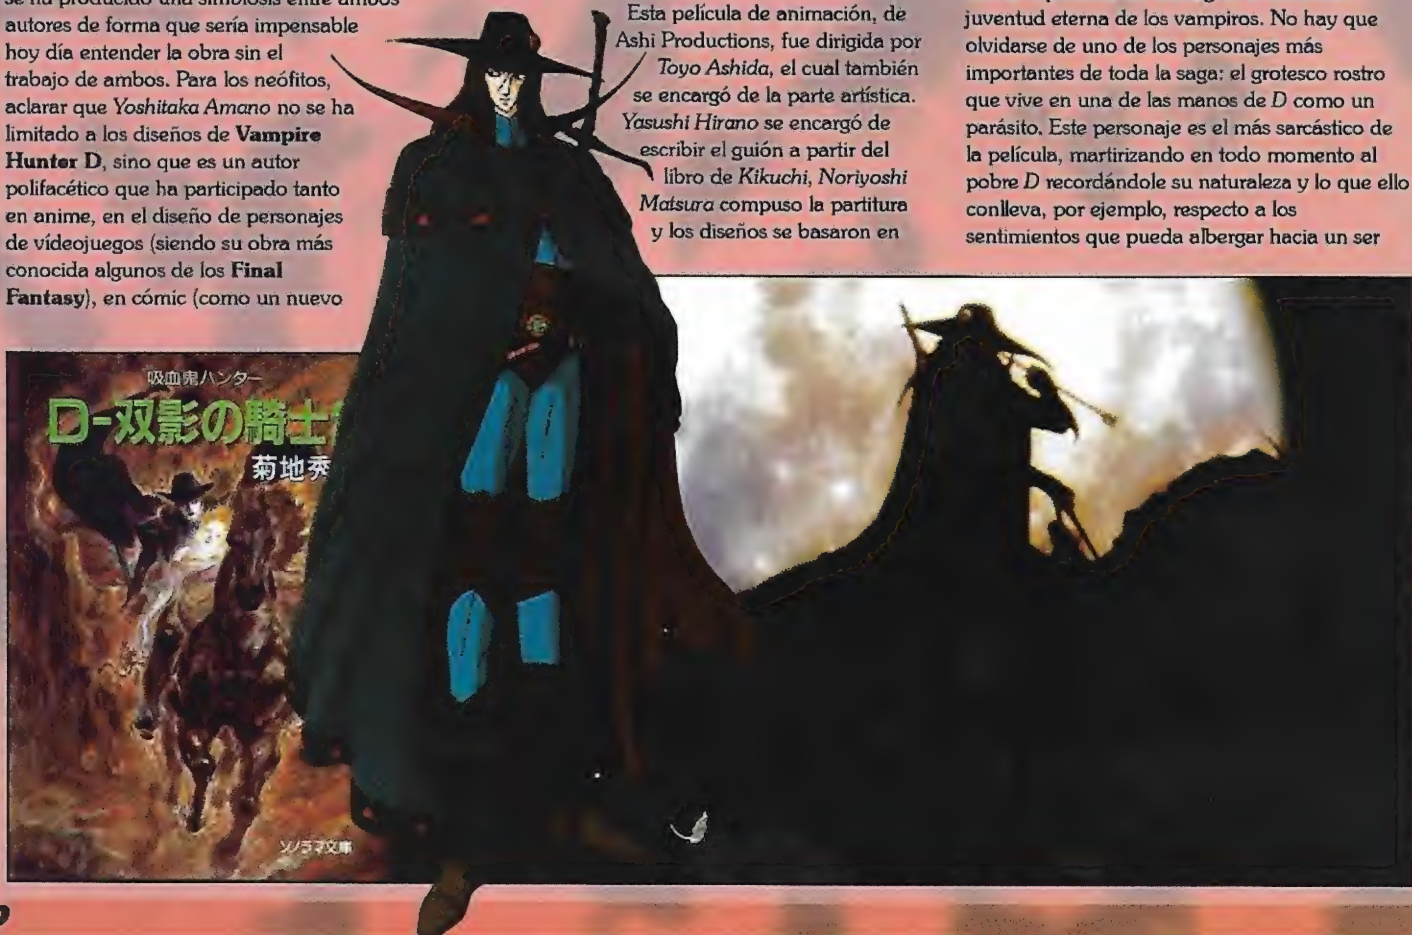 se ha producido una simbiosis entre ambos
autores de forma que sería impensable
hoy día entender la obra sin el
trabajo de ambos. Para los neófitos,
aclarar que Yoshitaka Amano no se ha
limitado a los diseños de Vampire
Hunter D, sino que es un autor
polifacético que ha participado tanto
en anime, en el diseño de personajes
de vídeojuegos (siendo su obra más
conocida algunos de los Final
Fantasy), en cómic (como un nuevo
Esta película de animación, de
Ashi Productions, fue dirigida por
Toyo Ashida, el cual también
se encargó de la parte artística.
Yasushi Hirano se encargó de
escribir el guión a partir del
libro de Kikuchi, Noriyoshi
Matsura compuso la partitura
y los diseños se basaron en
juventud eterna de los vampiros. No hay que
olvidarse de uno de los personajes más
importantes de toda la saga: el grotesco rostro
que vive en una de las manos de D como un
parásito. Este personaje es el más sarcástico de
la película, martirizando en todo momento al
pobre D recordándole su naturaleza y lo que ello
conlleva, por ejemplo, respecto a los
sentimientos que pueda albergar hacia un ser
吸血鬼ハンター
D-双影の騎士
菊地秀
ソノラマ文庫